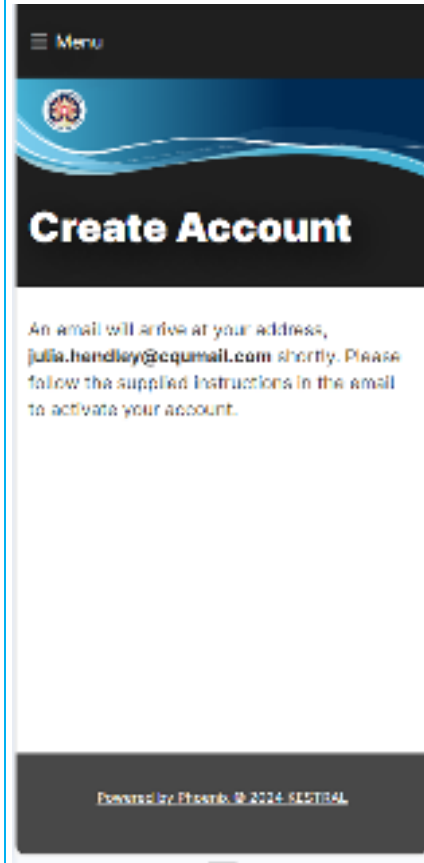 Menu
Create Account
An email will arrive at your address,
julia.hendley@cqumail.com shortly. Please
follow the supplied instructions in the email
to activate your account.
Powered by Phoenix © 2024 KESTRAL